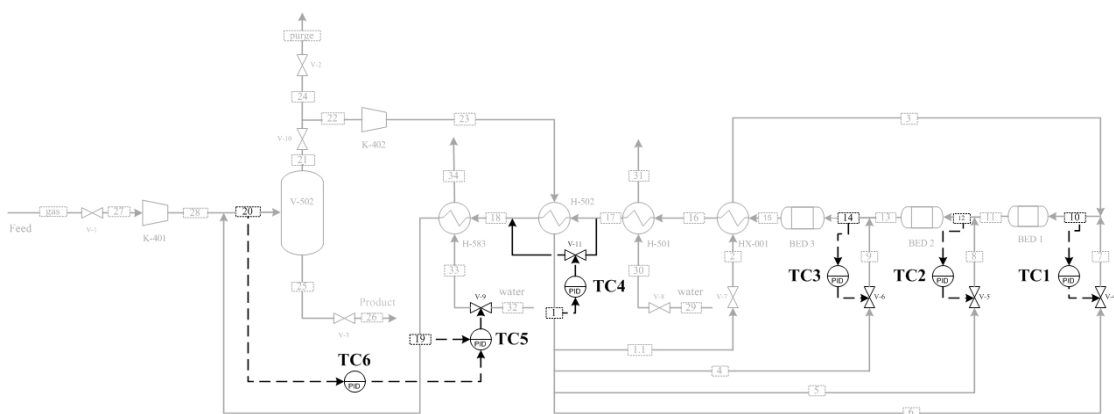 purge
V-2
24
22
K-402
23
3
V-10
21
34
31
V-502
H-502
gas
27
28
20
18
17
16
15
14
13
12
11
10
Feed
V-1
K-401
H-583
H-501
HX-001
BED 3
BED 2
BED 1
V-11
2
9
8
7
33
30
PID
TC4
TC3
PID
TC2
PID
TC1
PID
25
Product
V-9
water
32
1
V-8
water
29
V-7
V-6
V-5
V-4
V-3
26
19
PID
TC5
1.1
TC6
PID
4
5
6